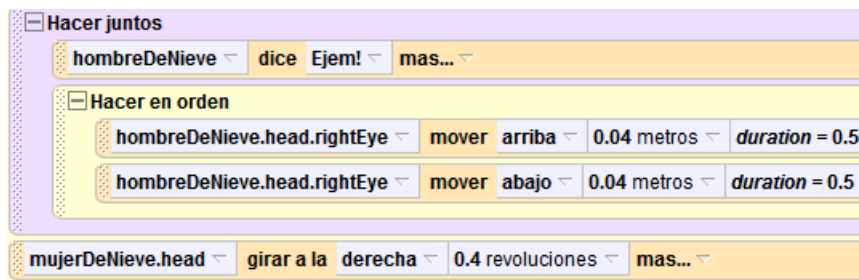 Hacer juntos
hombreDeNieve dice Ejem! mas...
Hacer en orden
hombreDeNieve.head.rightEye mover arriba 0.04 metros duration = 0.5
hombreDeNieve.head.rightEye mover abajo 0.04 metros duration = 0.5
mujerDeNieve.head girar a la derecha 0.4 revoluciones mas...